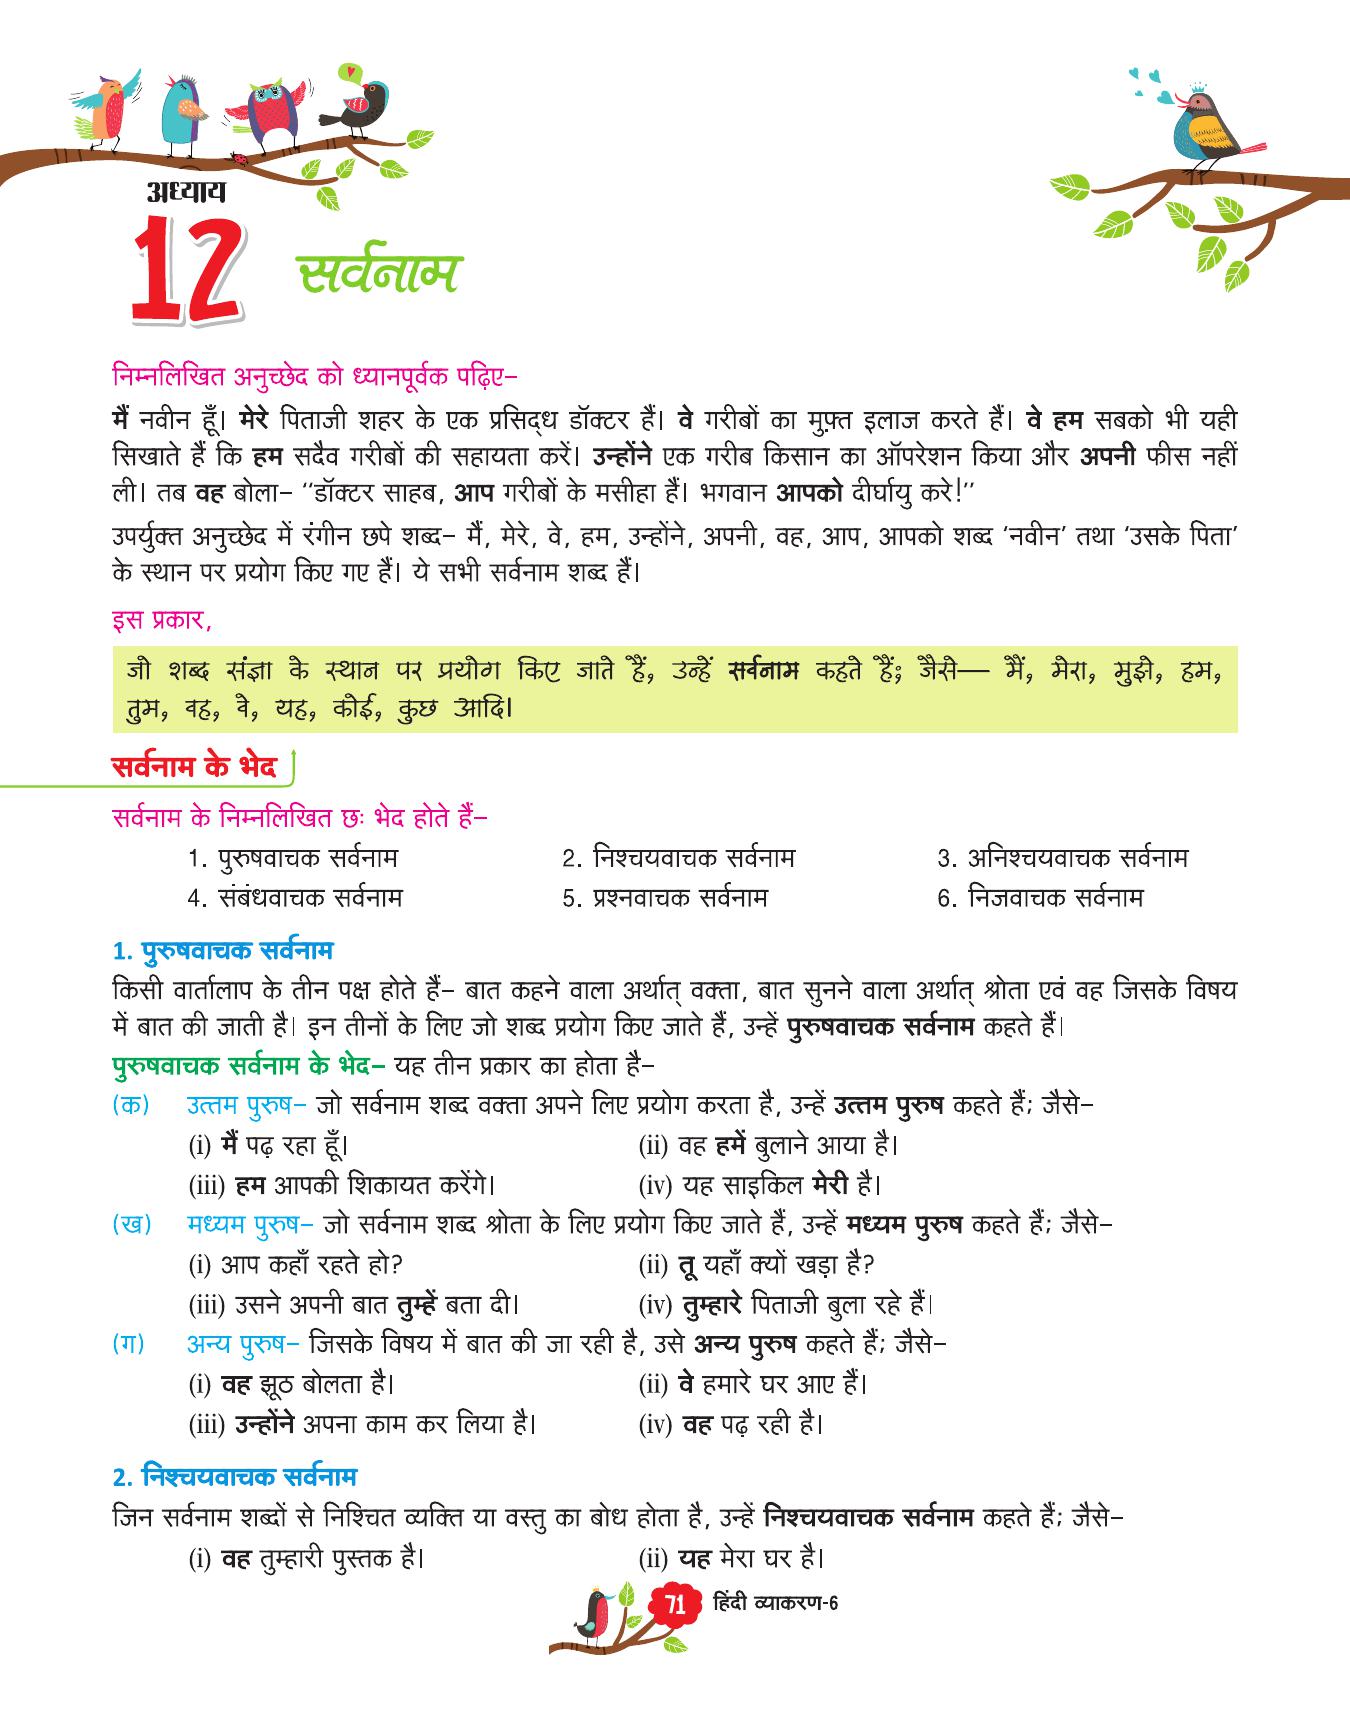 अध्याय
12
सर्वनाम
निम्नलिखित अनुच्छेद को ध्यानपूर्वक पढ़िए–
मैं नवीन हूँ। मेरे पिताजी शहर के एक प्रसिद्ध डॉक्टर हैं। वे गरीबों का मुफ़्त इलाज करते हैं। वे हम सबको भी यही
सिखाते हैं कि हम सदैव गरीबों की सहायता करें। उन्होंने एक गरीब किसान का ऑपरेशन किया और अपनी फीस नहीं
ली। तब वह बोला– ‘‘डॉक्टर साहब, आप गरीबों के मसीहा हैं। भगवान आपको दीर्घायु करे!’’
उपर्युक्त अनुच्छेद में रंगीन छपे शब्द– मैं, मेरे, वे, हम, उन्होंने, अपनी, वह, आप, आपको शब्द ‘नवीन’ तथा ‘उसके पिता’
के स्थान पर प्रयोग किए गए हैं। ये सभी सर्वनाम शब्द हैं।
इस प्रकार,
जो शब्द संज्ञा के स्थान पर प्रयोग किए जाते हैं, उन्हें सर्वनाम कहते हैं; जैसे— मैं, मेरा, मुझे, हम,
तुम, वह, वे, यह, कोई, कुछ आदि।
सर्वनाम के भेद
सर्वनाम के निम्नलिखित छः भेद होते हैं–
1. पुरुषवाचक सर्वनाम 2. निश्चयवाचक सर्वनाम 3. अनिश्चयवाचक सर्वनाम
4. संबंधवाचक सर्वनाम 5. प्रश्नवाचक सर्वनाम 6. निजवाचक सर्वनाम
1. पुरुषवाचक सर्वनाम
किसी वार्तालाप के तीन पक्ष होते हैं– बात कहने वाला अर्थात् वक्ता, बात सुनने वाला अर्थात् श्रोता एवं वह जिसके विषय
में बात की जाती है। इन तीनों के लिए जो शब्द प्रयोग किए जाते हैं, उन्हें पुरुषवाचक सर्वनाम कहते हैं।
पुरुषवाचक सर्वनाम के भेद– यह तीन प्रकार का होता है–
(क) उत्तम पुरुष– जो सर्वनाम शब्द वक्ता अपने लिए प्रयोग करता है, उन्हें उत्तम पुरुष कहते हैं; जैसे–
(i) मैं पढ़ रहा हूँ। (ii) वह हमें बुलाने आया है।
(iii) हम आपकी शिकायत करेंगे। (iv) यह साइकिल मेरी है।
(ख) मध्यम पुरुष– जो सर्वनाम शब्द श्रोता के लिए प्रयोग किए जाते हैं, उन्हें मध्यम पुरुष कहते हैं; जैसे–
(i) आप कहाँ रहते हो? (ii) तू यहाँ क्यों खड़ा है?
(iii) उसने अपनी बात तुम्हें बता दी। (iv) तुम्हारे पिताजी बुला रहे हैं।
(ग) अन्य पुरुष– जिसके विषय में बात की जा रही है, उसे अन्य पुरुष कहते हैं; जैसे–
(i) वह झूठ बोलता है। (ii) वे हमारे घर आए हैं।
(iii) उन्होंने अपना काम कर लिया है। (iv) वह पढ़ रही है।
2. निश्चयवाचक सर्वनाम
जिन सर्वनाम शब्दों से निश्चित व्यक्ति या वस्तु का बोध होता है, उन्हें निश्चयवाचक सर्वनाम कहते हैं; जैसे–
(i) वह तुम्हारी पुस्तक है। (ii) यह मेरा घर है।
71 हिंदी व्याकरण-6